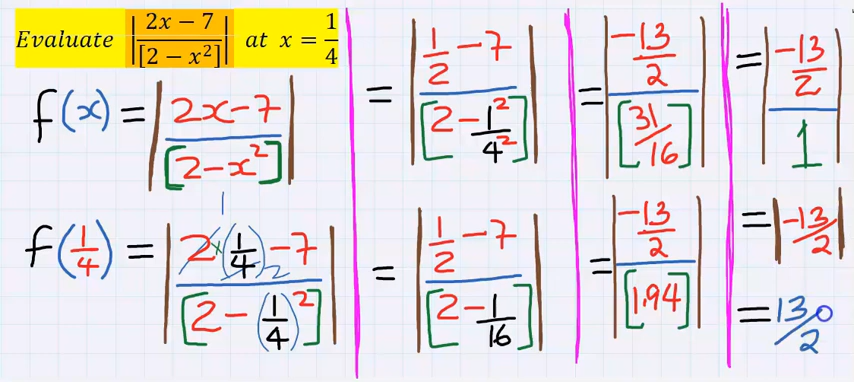 Evaluate |(2x − 7)/[2 − x²]| at x = 1/4
f(x) = |(2x − 7)/[2 − x²]|
f(1/4) = |(2 × (1/4) − 7)/[2 − (1/4)²]|
1
2
= |(1/2 − 7)/[2 − 1²/4²]|
= |(1/2 − 7)/[2 − 1/16]|
= |(−13/2)/[31/16]|
= |(−13/2)/[1.94]|
= |(−13/2)/1|
= |−13/2|
= 13/2